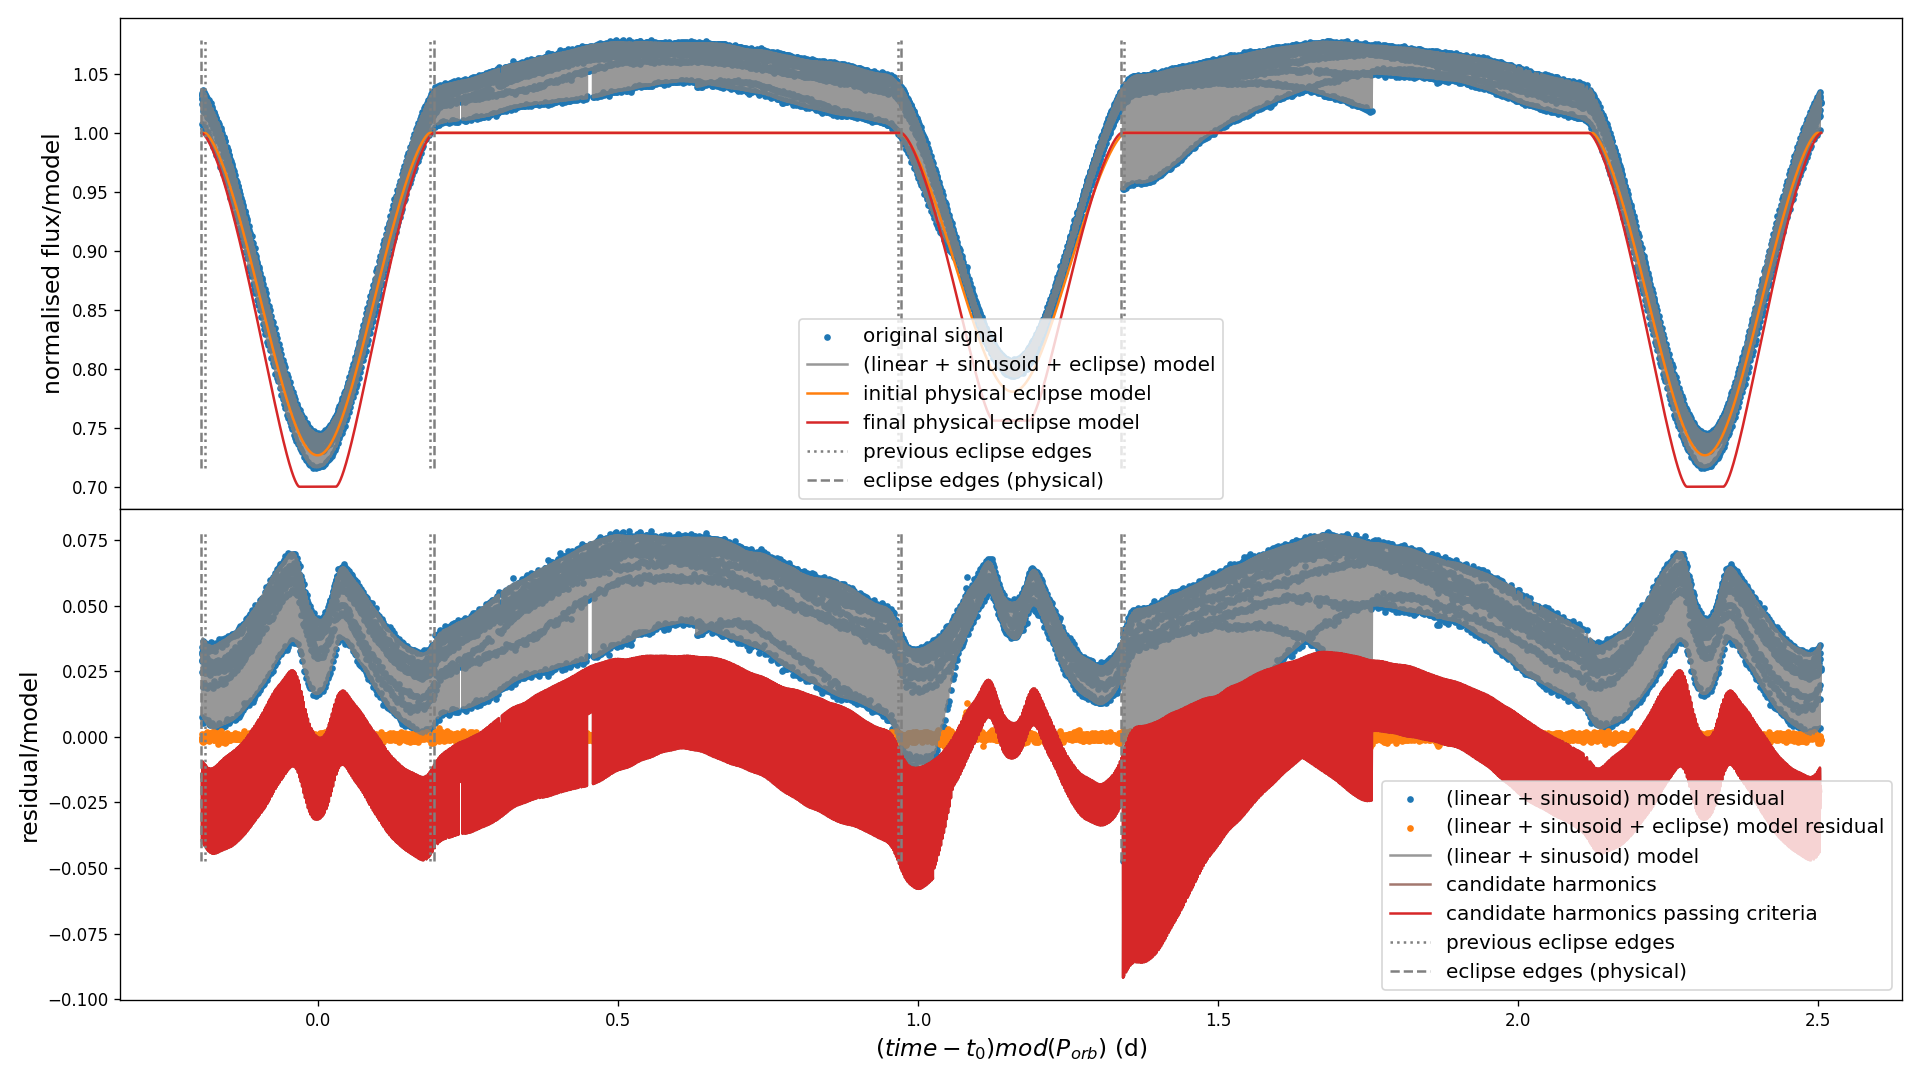 normalised flux/model
1.05
1.00
0.95
0.90
0.85
0.80
0.75
0.70
original signal
(linear + sinusoid + eclipse) model
initial physical eclipse model
final physical eclipse model
previous eclipse edges
eclipse edges (physical)
residual/model
0.075
0.050
0.025
0.000
−0.025
−0.050
−0.075
−0.100
(linear + sinusoid) model residual
(linear + sinusoid + eclipse) model residual
(linear + sinusoid) model
candidate harmonics
candidate harmonics passing criteria
previous eclipse edges
eclipse edges (physical)
0.0 0.5 1.0 1.5 2.0 2.5
(time − t₀)mod(P_orb) (d)